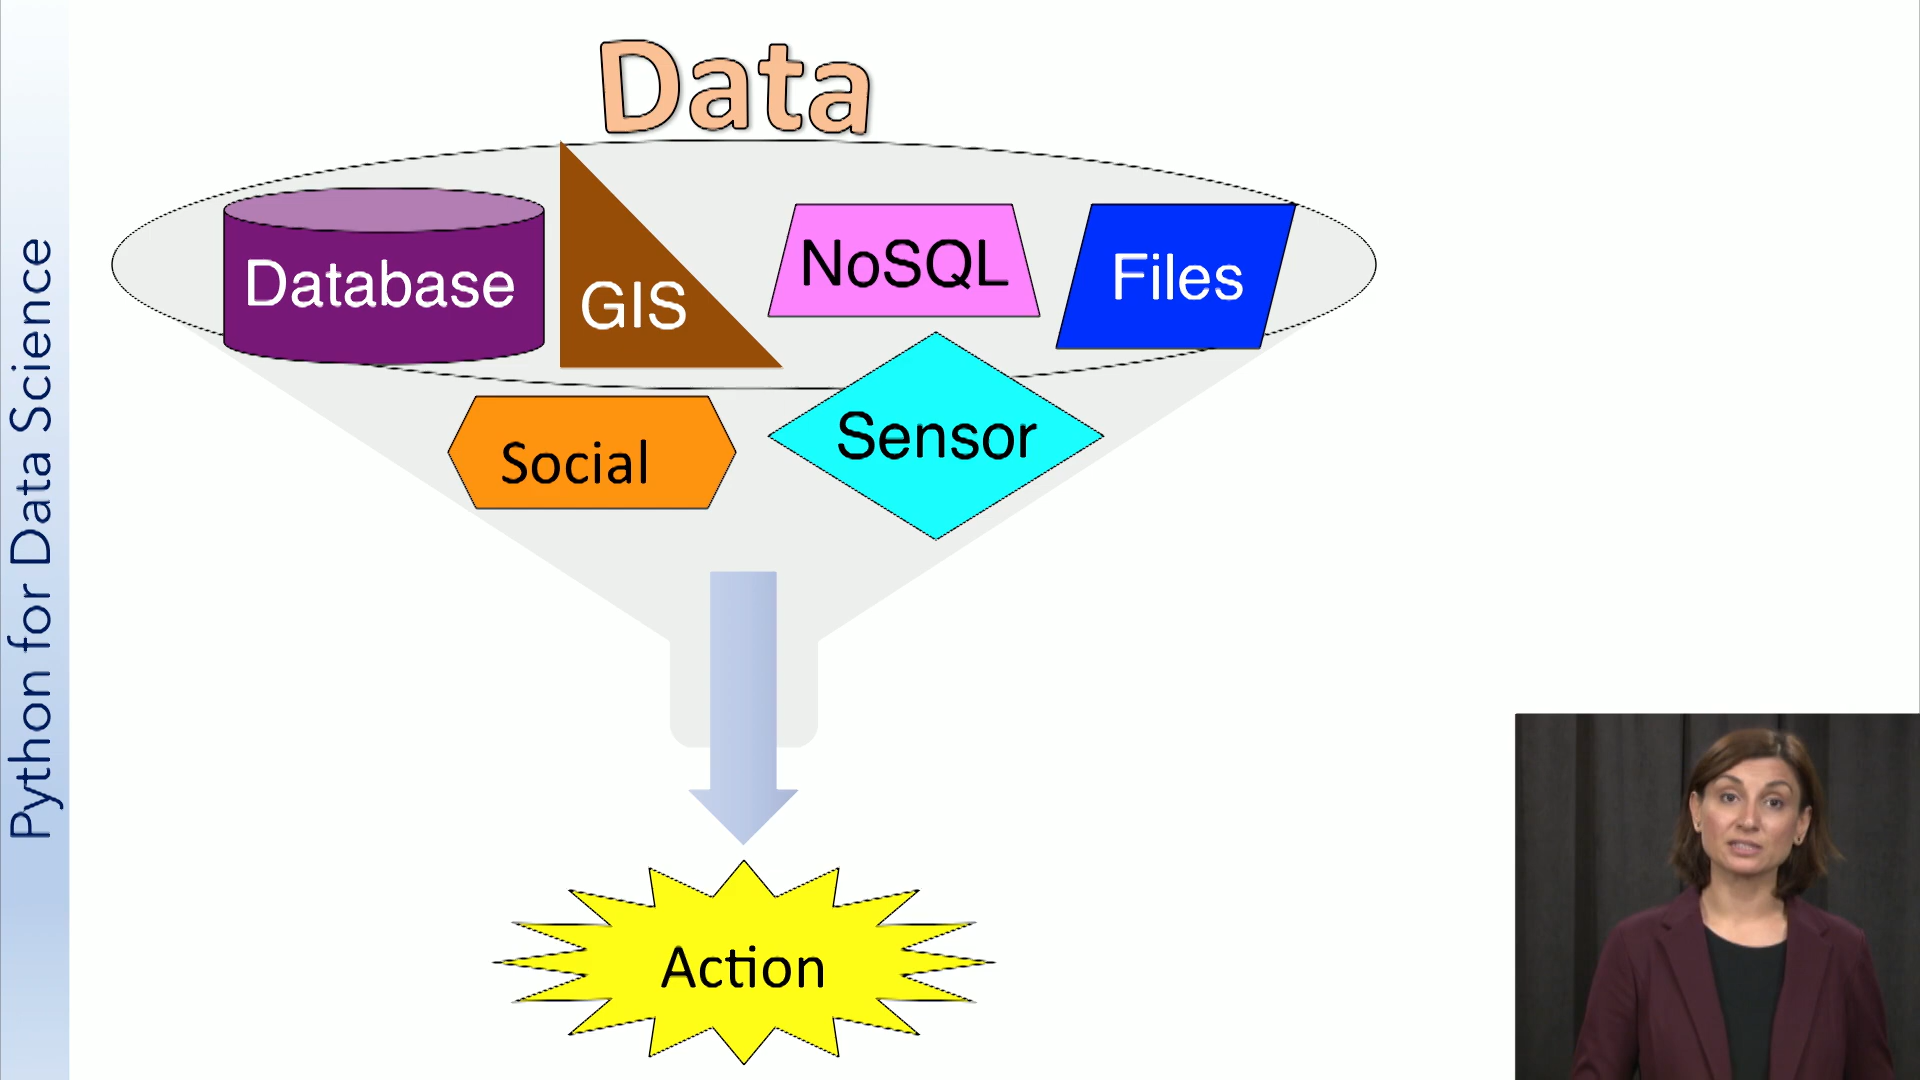 Python for Data Science
Data
Database
GIS
NoSQL
Files
Social
Sensor
Action